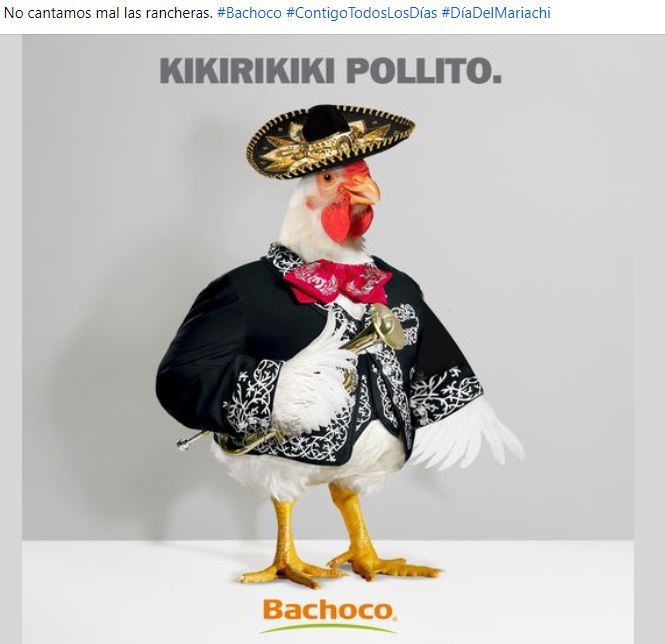 No cantamos mal las rancheras. #Bachoco #ContigoTodosLosDías #DíaDelMariachi
KIKIRIKIKI POLLITO.
Bachoco®